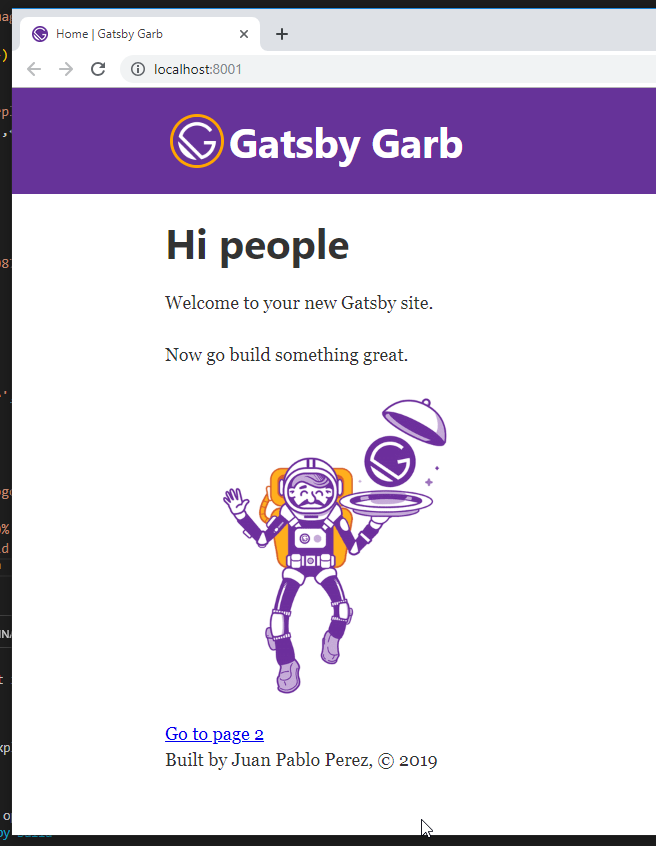 Home | Gatsby Garb
localhost:8001
Gatsby Garb
Hi people
Welcome to your new Gatsby site.
Now go build something great.
Go to page 2
Built by Juan Pablo Perez, © 2019